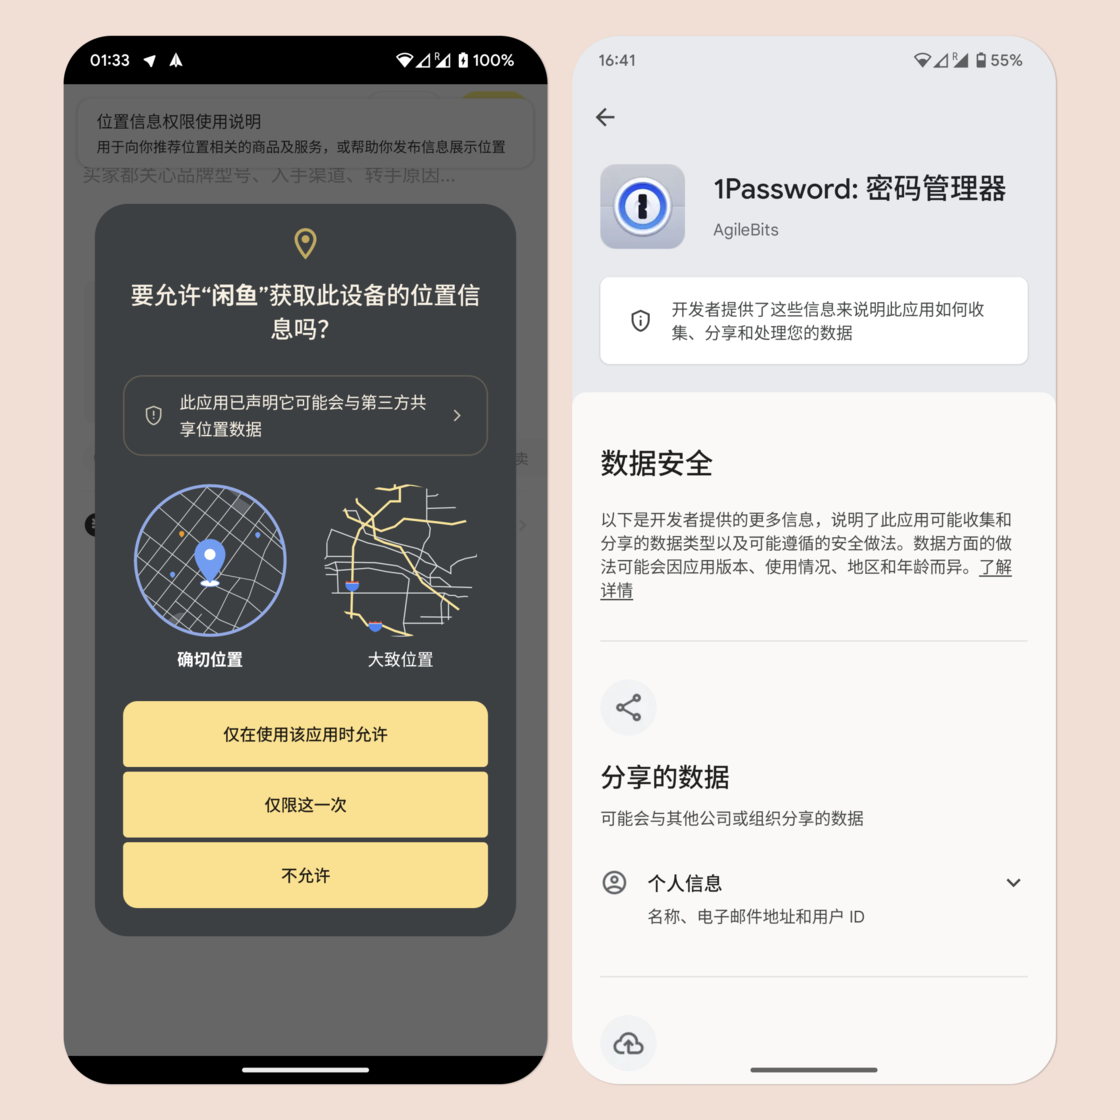 01:33
R
100%
位置信息权限使用说明
用于向你推荐位置相关的商品及服务，或帮助你发布信息展示位置
买家都关心品牌型号、入手渠道、转手原因...
要允许“闲鱼”获取此设备的位置信
息吗？
此应用已声明它可能会与第三方共
享位置数据
卖
确切位置
大致位置
仅在使用该应用时允许
仅限这一次
不允许
16:41
R
55%
1Password: 密码管理器
AgileBits
开发者提供了这些信息来说明此应用如何收
集、分享和处理您的数据
数据安全
以下是开发者提供的更多信息，说明了此应用可能收集和
分享的数据类型以及可能遵循的安全做法。数据方面的做
法可能会因应用版本、使用情况、地区和年龄而异。了解
详情
分享的数据
可能会与其他公司或组织分享的数据
个人信息
名称、电子邮件地址和用户 ID